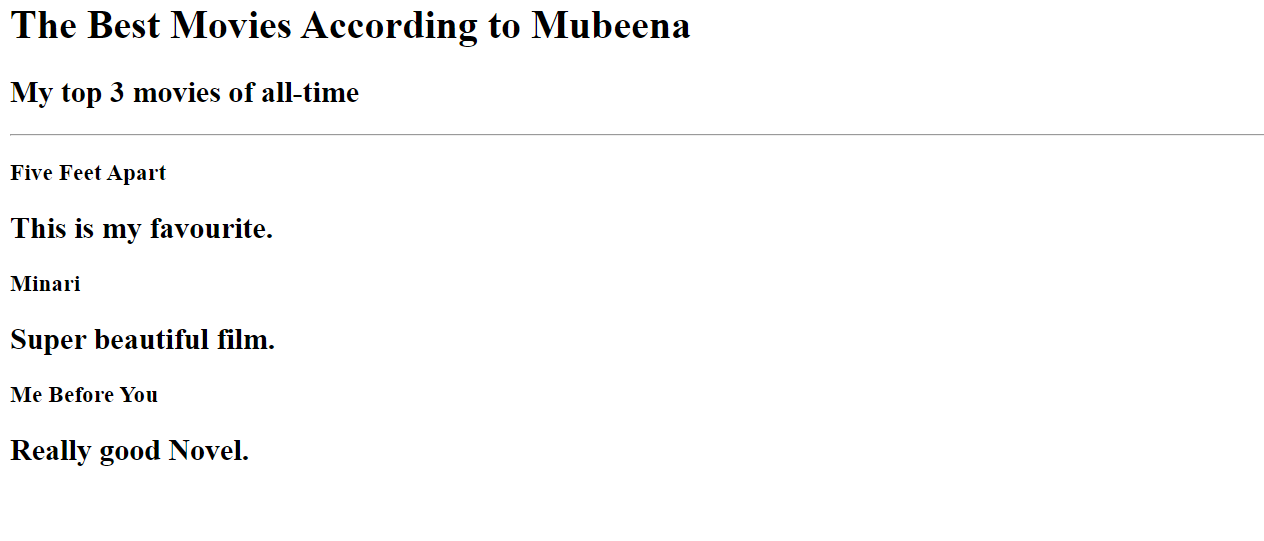 The Best Movies According to Mubeena
My top 3 movies of all-time
Five Feet Apart
This is my favourite.
Minari
Super beautiful film.
Me Before You
Really good Novel.